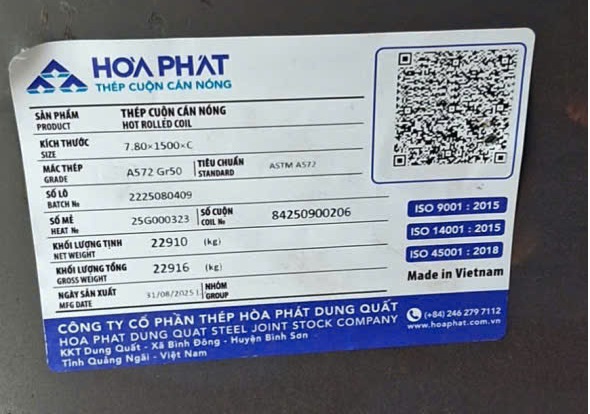 HÒA PHÁT
THÉP CUỘN CÁN NÓNG
SẢN PHẨM THÉP CUỘN CÁN NÓNG
PRODUCT HOT ROLLED COIL
KÍCH THƯỚC 7.80×1500×C
SIZE
MÁC THÉP A572 Gr50 TIÊU CHUẨN ASTM A572
GRADE STANDARD
SỐ LÔ 2225080409
BATCH №
SỐ MẺ 25G000323 SỐ CUỘN 84250900206
HEAT № COIL №
KHỐI LƯỢNG TỊNH 22910 (kg)
NET WEIGHT
KHỐI LƯỢNG TỔNG 22916 (kg)
GROSS WEIGHT
NGÀY SẢN XUẤT 31/08/2025 NHÓM
MFG DATE GROUP
ISO 9001 : 2015
ISO 14001 : 2015
ISO 45001 : 2018
Made in Vietnam
CÔNG TY CỔ PHẦN THÉP HÒA PHÁT DUNG QUẤT
HOA PHAT DUNG QUAT STEEL JOINT STOCK COMPANY
KKT Dung Quất - Xã Bình Đông - Huyện Bình Sơn
Tỉnh Quảng Ngãi - Việt Nam
(+84) 246 279 7112
www.hoaphat.com.vn